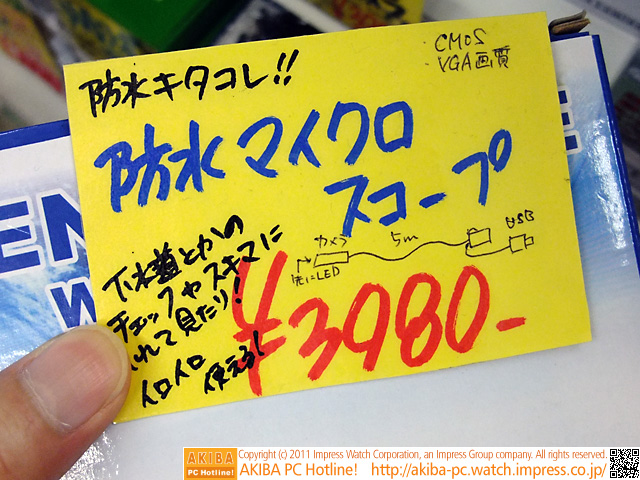 防水キタコレ!!
・CMOS
・VGA画質
防水マイクロ
スコープ
カメラ
5m
USB
先にLED
下水道とかの
チェックやスキマに
入れて見たり!
イロイロ使える!
¥3980-
EN
W
E
AKIBA
PC Hotline!
Copyright (c) 2011 Impress Watch Corporation, an Impress Group company. All rights reserved.
AKIBA PC Hotline! http://akiba-pc.watch.impress.co.jp/